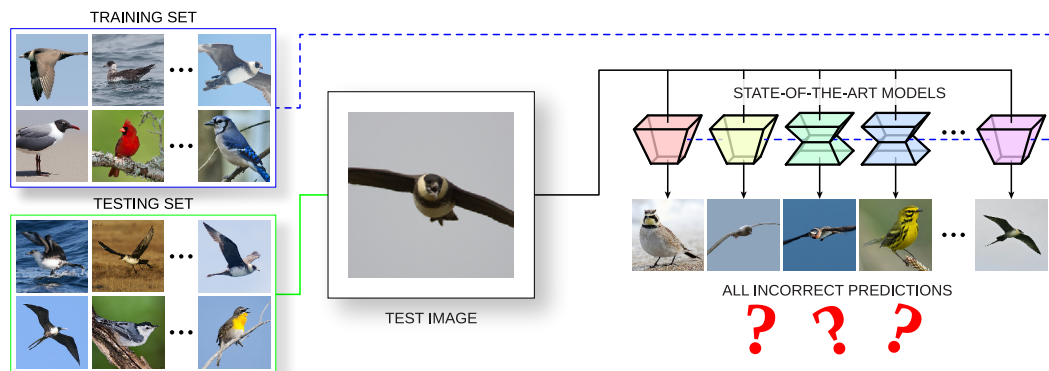 TRAINING SET
STATE-OF-THE-ART MODELS
TESTING SET
TEST IMAGE
ALL INCORRECT PREDICTIONS
? ? ?